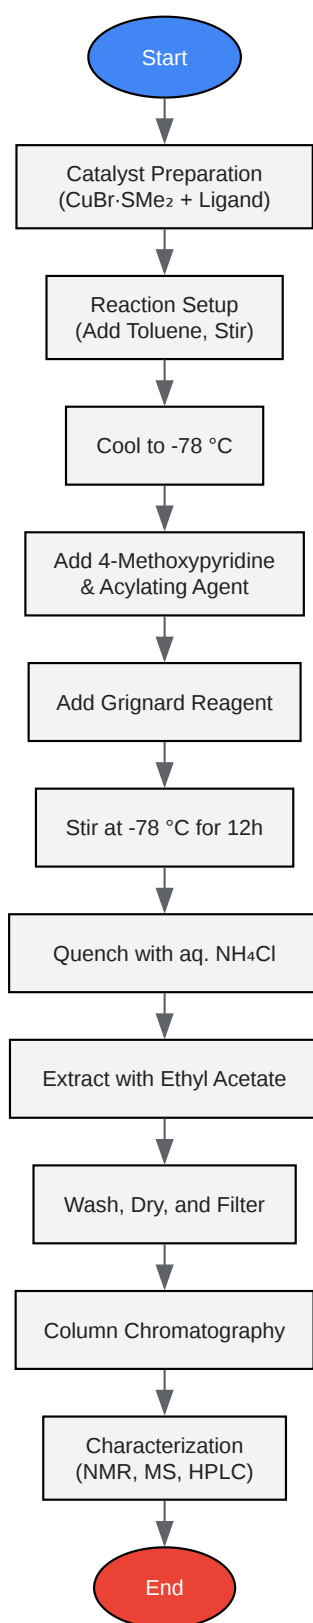 Start
Catalyst Preparation
(CuBr·SMe₂ + Ligand)
Reaction Setup
(Add Toluene, Stir)
Cool to -78 °C
Add 4-Methoxypyridine
& Acylating Agent
Add Grignard Reagent
Stir at -78 °C for 12h
Quench with aq. NH₄Cl
Extract with Ethyl Acetate
Wash, Dry, and Filter
Column Chromatography
Characterization
(NMR, MS, HPLC)
End